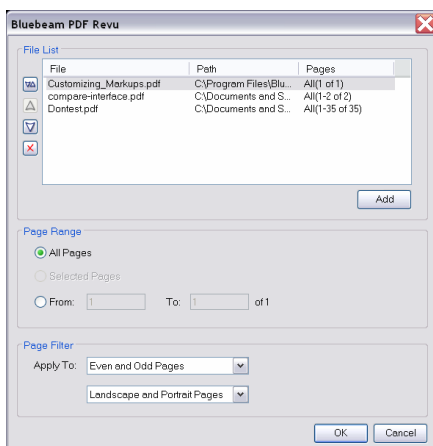 Bluebeam PDF Revu
File List
File Path Pages
Customizing_Markups.pdf C:\Program Files\Blu... All(1 of 1)
compare-interface.pdf C:\Documents and S... All(1-2 of 2)
Dontest.pdf C:\Documents and S... All(1-35 of 35)
Add
Page Range
All Pages
Selected Pages
From: 1 To: 1 of 1
Page Filter
Apply To: Even and Odd Pages
Landscape and Portrait Pages
OK Cancel